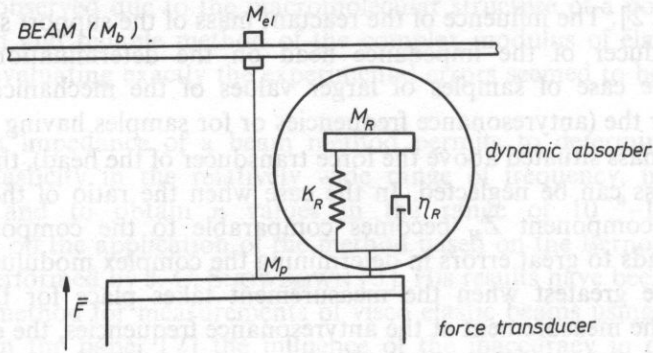 M_el
BEAM (M_b)
M_R
dynamic absorber
K_R
η_R
M_p
F̄
force transducer